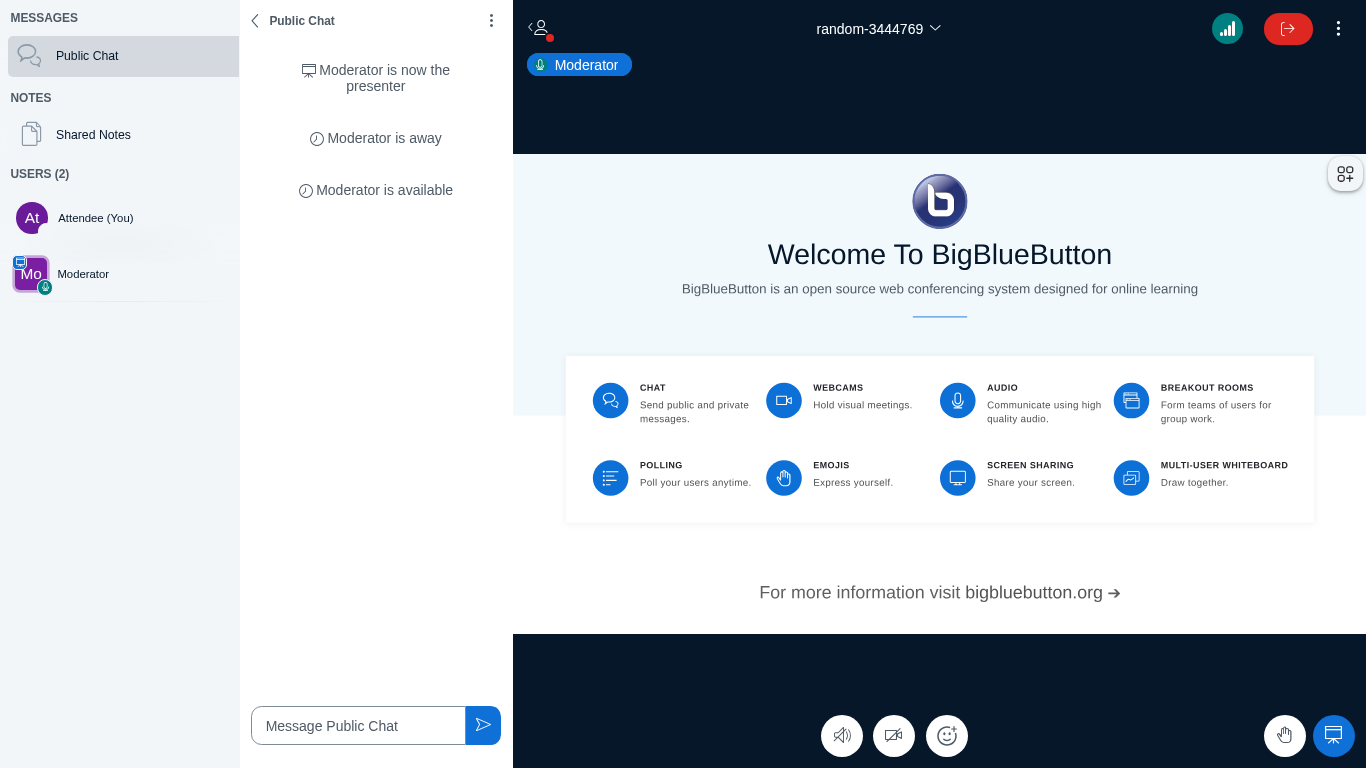 MESSAGES
Public Chat
NOTES
Shared Notes
USERS (2)
At
Attendee (You)
Mo
Moderator
Public Chat
Moderator is now the
presenter
Moderator is away
Moderator is available
Message Public Chat
random-3444769
Moderator
Welcome To BigBlueButton
BigBlueButton is an open source web conferencing system designed for online learning
CHAT
Send public and private
messages.
WEBCAMS
Hold visual meetings.
AUDIO
Communicate using high
quality audio.
BREAKOUT ROOMS
Form teams of users for
group work.
POLLING
Poll your users anytime.
EMOJIS
Express yourself.
SCREEN SHARING
Share your screen.
MULTI-USER WHITEBOARD
Draw together.
For more information visit bigbluebutton.org →